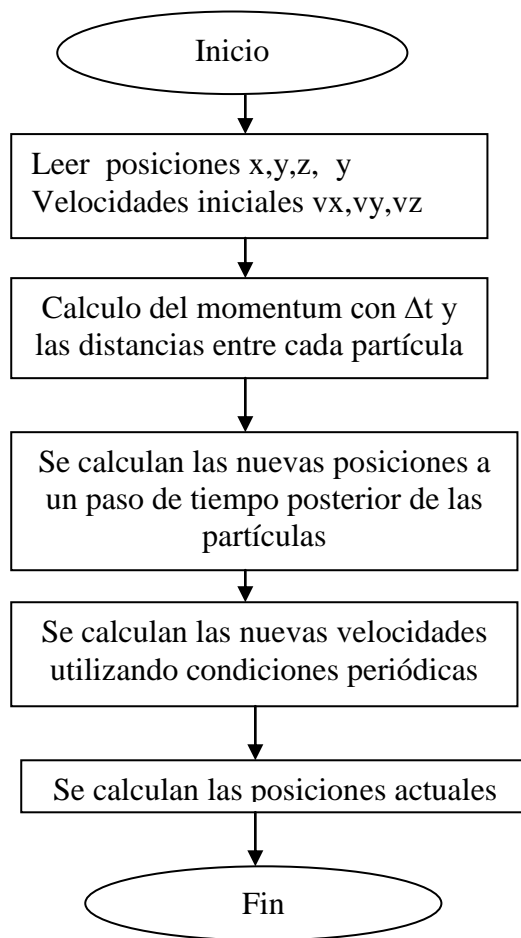 Inicio
Leer posiciones x,y,z, y
Velocidades iniciales vx,vy,vz
Calculo del momentum con Δt y
las distancias entre cada partícula
Se calculan las nuevas posiciones a
un paso de tiempo posterior de las
partículas
Se calculan las nuevas velocidades
utilizando condiciones periódicas
Se calculan las posiciones actuales
Fin